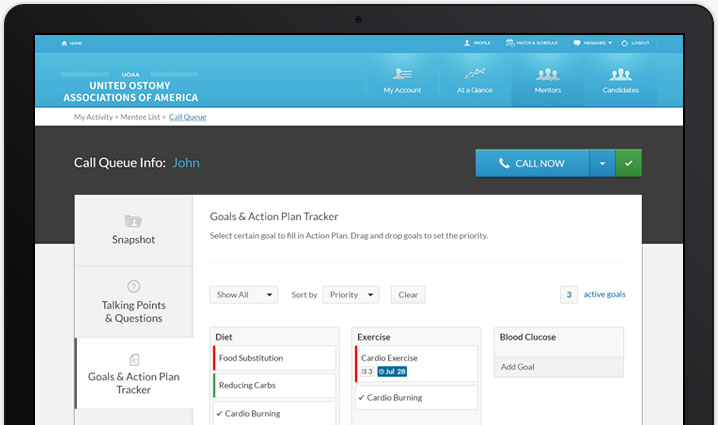 HOME
PROFILE
MATCH & SCHEDULE
MESSAGES
LOGOUT
UOAA
UNITED OSTOMY
ASSOCIATIONS OF AMERICA
My Account
At a Glance
Mentors
Candidates
My Activity > Mentee List > Call Queue
Call Queue Info: John
CALL NOW
Snapshot
Talking Points
& Questions
Goals & Action Plan
Tracker
Goals & Action Plan Tracker
Select certain goal to fill in Action Plan. Drag and drop goals to set the priority.
Show All
Sort by
Priority
Clear
3 active goals
Diet
Food Substitution
Reducing Carbs
Cardio Burning
Exercise
Cardio Exercise
3 Jul 28
Cardio Burning
Blood Clucose
Add Goal